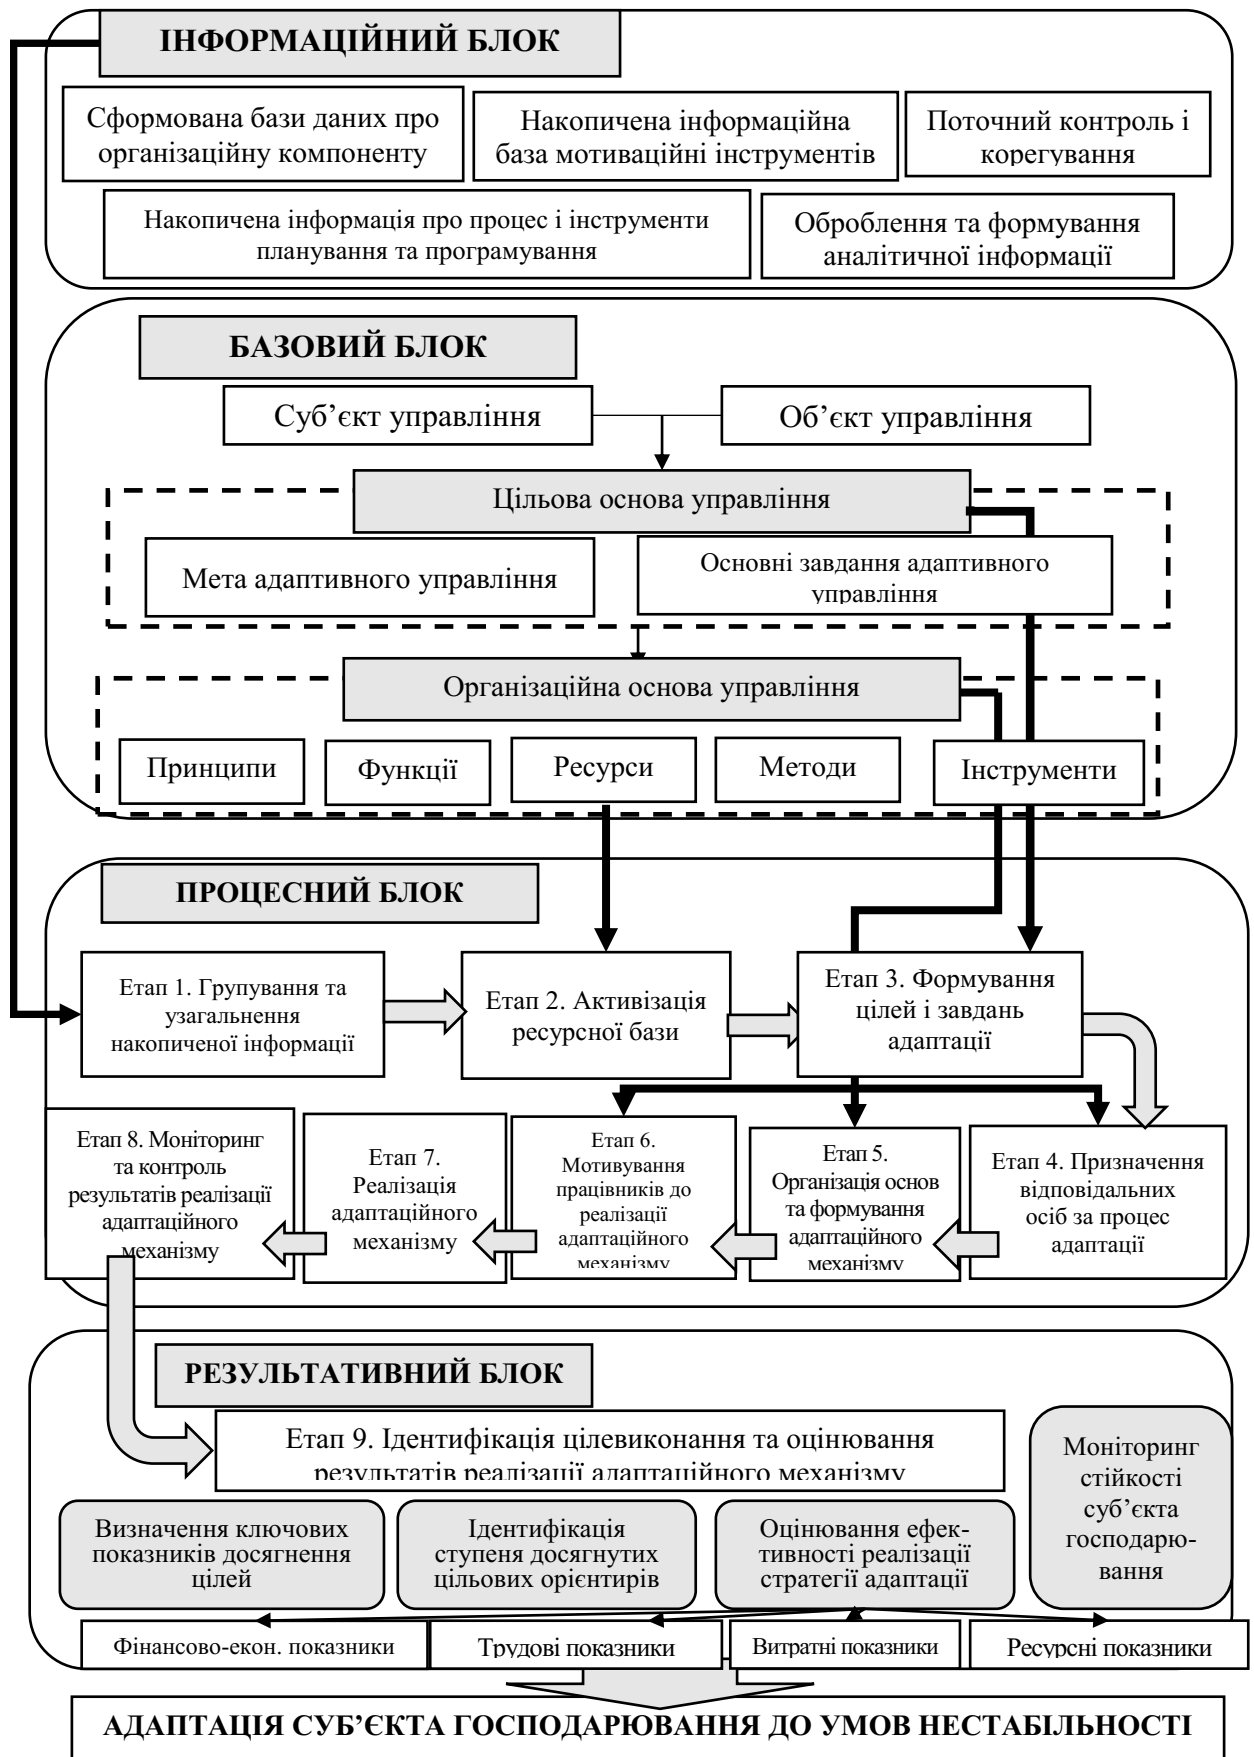 ІНФОРМАЦІЙНИЙ БЛОК
Сформована бази даних про
організаційну компоненту
Накопичена інформаційна
база мотиваційні інструментів
Поточний контроль і
корегування
Накопичена інформація про процес і інструменти
планування та програмування
Оброблення та формування
аналітичної інформації
БАЗОВИЙ БЛОК
Суб’єкт управління
Об’єкт управління
Цільова основа управління
Мета адаптивного управління
Основні завдання адаптивного
управління
Організаційна основа управління
Принципи
Функції
Ресурси
Методи
Інструменти
ПРОЦЕСНИЙ БЛОК
Етап 1. Групування та
узагальнення
накопиченої інформації
Етап 2. Активізація
ресурсної бази
Етап 3. Формування
цілей і завдань
адаптації
Етап 8. Моніторинг
та контроль
результатів реалізації
адаптаційного
механізму
Етап 7.
Реалізація
адаптаційного
механізму
Етап 6.
Мотивування
працівників до
реалізації
адаптаційного
механізму
Етап 5.
Організація основ
та формування
адаптаційного
механізму
Етап 4. Призначення
відповідальних
осіб за процес
адаптації
РЕЗУЛЬТАТИВНИЙ БЛОК
Етап 9. Ідентифікація цілевиконання та оцінювання
результатів реалізації адаптаційного механізму
Моніторинг
стійкості
суб’єкта
господарю-
вання
Визначення ключових
показників досягнення
цілей
Ідентифікація
ступеня досягнутих
цільових орієнтирів
Оцінювання ефек-
тивності реалізації
стратегії адаптації
Фінансово-екон. показники
Трудові показники
Витратні показники
Ресурсні показники
АДАПТАЦІЯ СУБ’ЄКТА ГОСПОДАРЮВАННЯ ДО УМОВ НЕСТАБІЛЬНОСТІ